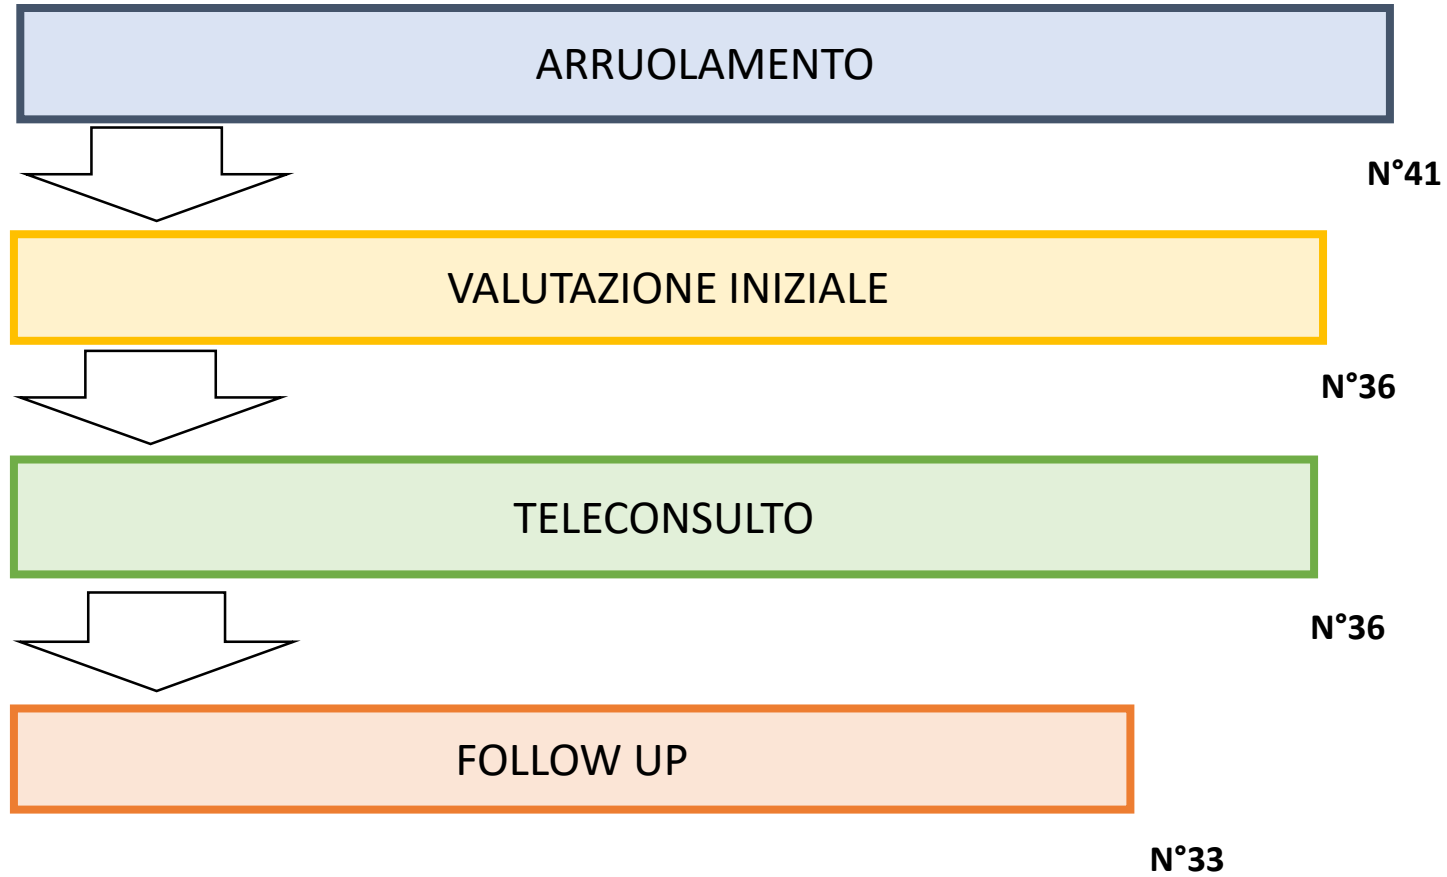 ARRUOLAMENTO
N°41
VALUTAZIONE INIZIALE
N°36
TELECONSULTO
N°36
FOLLOW UP
N°33